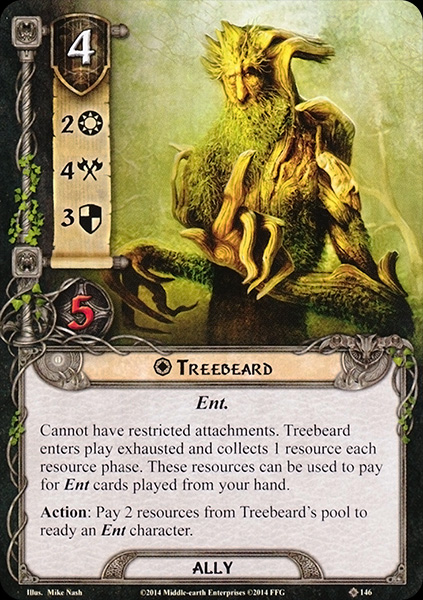 4
2
4
3
5
Treebeard
Ent.
Cannot have restricted attachments. Treebeard
enters play exhausted and collects 1 resource each
resource phase. These resources can be used to pay
for Ent cards played from your hand.
Action: Pay 2 resources from Treebeard's pool to
ready an Ent character.
ALLY
Illus. Mike Nash ©2014 Middle-earth Enterprises ©2014 FFG 146